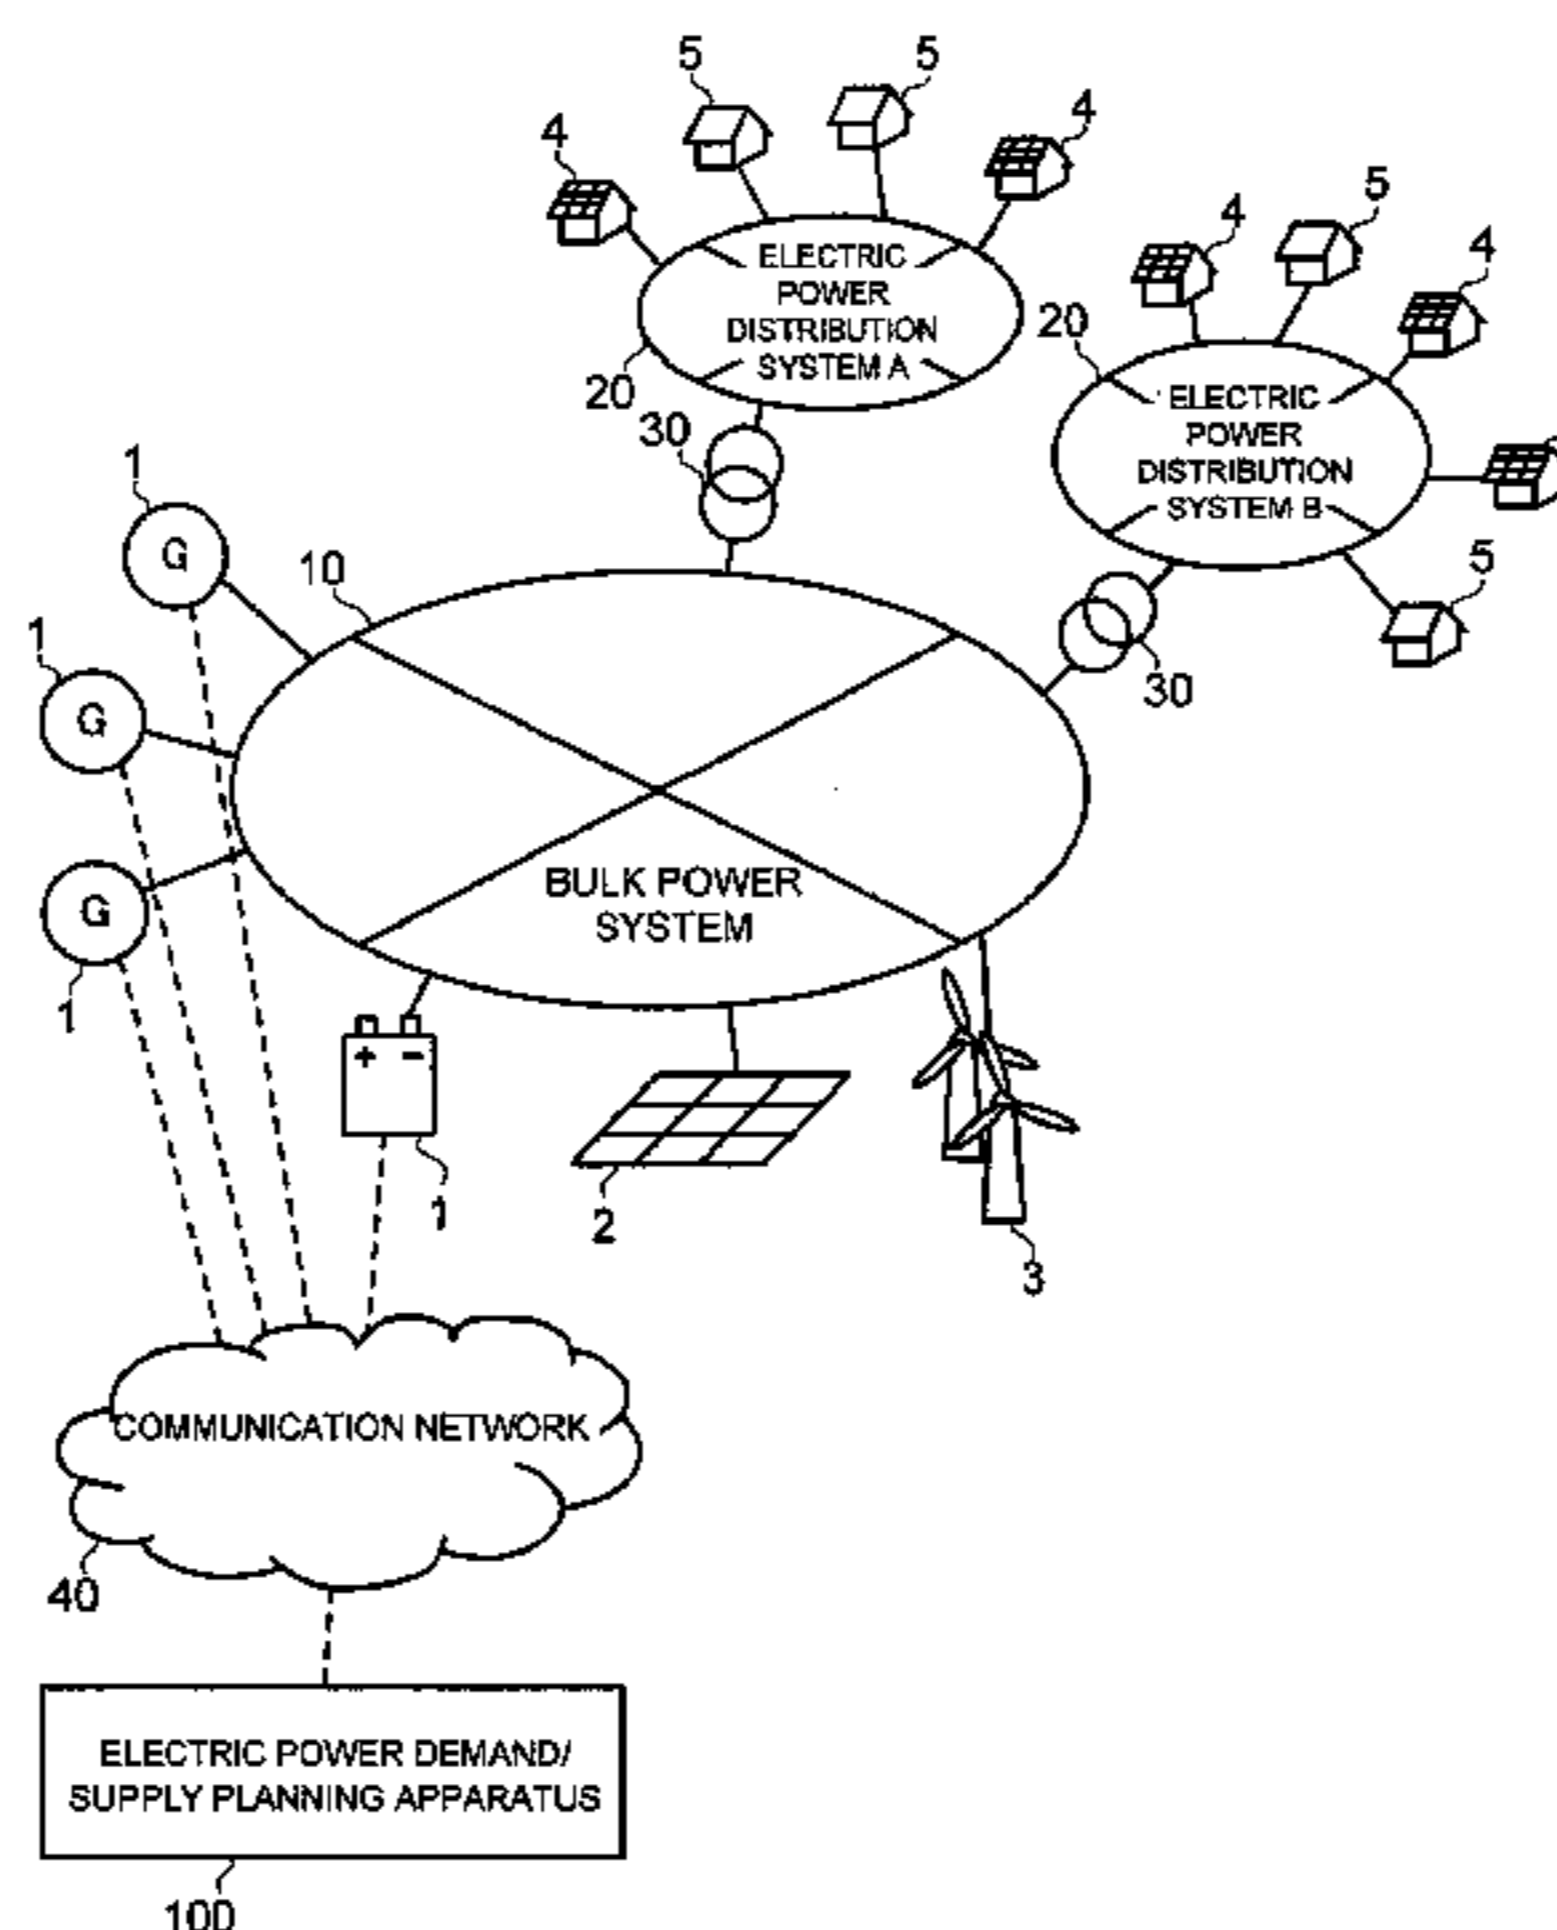 5
5
4
4
5
4
4
ELECTRIC
POWER
DISTRIBUTION
SYSTEM A
20
20
ELECTRIC
POWER
DISTRIBUTION
SYSTEM B
30
1
G
10
5
1
G
30
BULK POWER
SYSTEM
G
1
+ −
1
2
3
COMMUNICATION NETWORK
40
ELECTRIC POWER DEMAND/
SUPPLY PLANNING APPARATUS
100